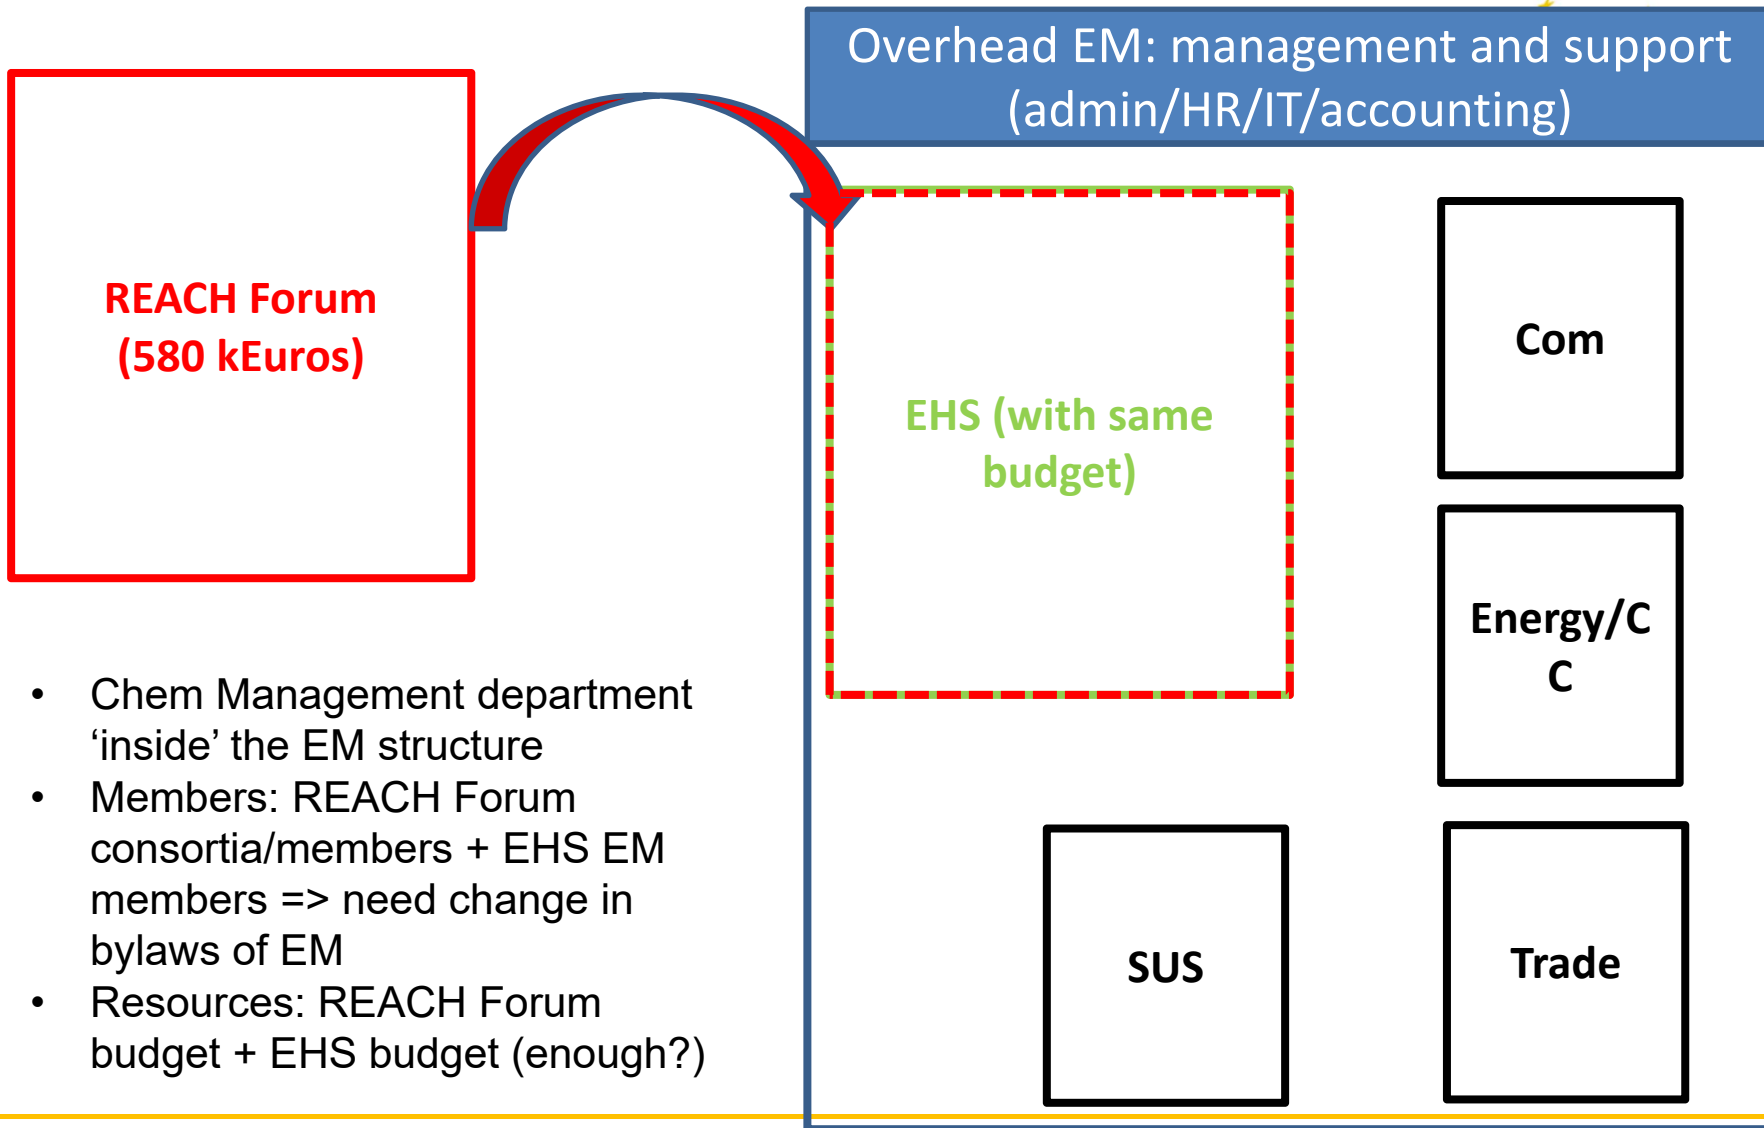 Overhead EM: management and support
(admin/HR/IT/accounting)
REACH Forum
(580 kEuros)
EHS (with same
budget)
Com
Energy/C
C
SUS
Trade
• Chem Management department
‘inside’ the EM structure
• Members: REACH Forum
consortia/members + EHS EM
members => need change in
bylaws of EM
• Resources: REACH Forum
budget + EHS budget (enough?)